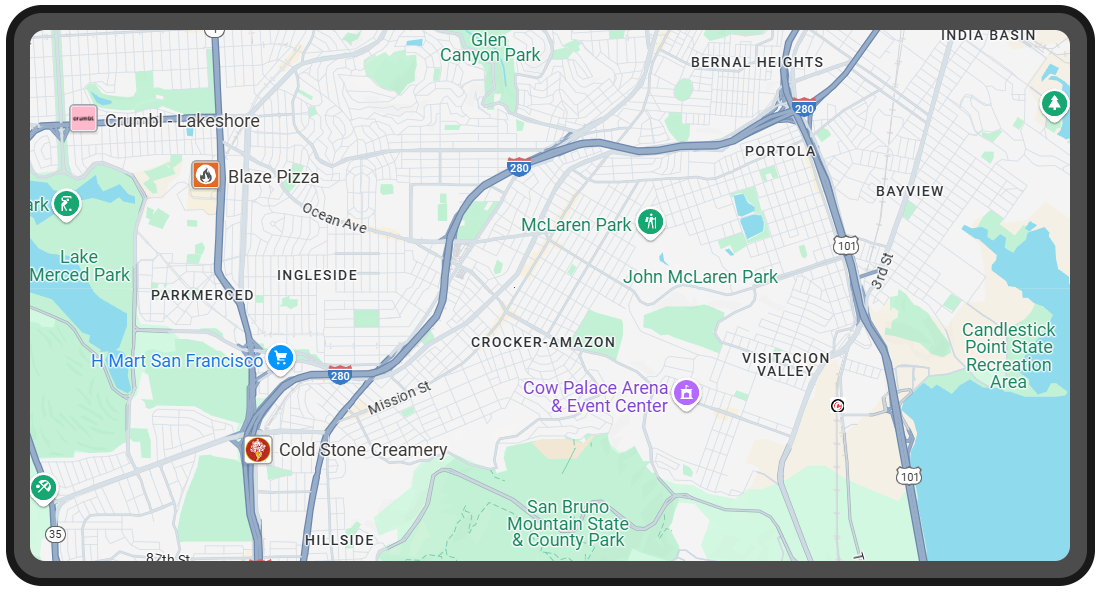 1
INDIA BASIN
Glen
Canyon Park
BERNAL HEIGHTS
280
crumbl
Crumbl - Lakeshore
PORTOLA
280
Blaze Pizza
BAYVIEW
ark
Ocean Ave
McLaren Park
101
Lake
Merced Park
INGLESIDE
John McLaren Park
3rd St
PARKMERCED
CROCKER-AMAZON
Candlestick
Point State
Recreation
Area
H Mart San Francisco
VISITACION
VALLEY
280
Mission St
Cow Palace Arena
& Event Center
Cold Stone Creamery
101
San Bruno
Mountain State
& County Park
35
HILLSIDE
87th St